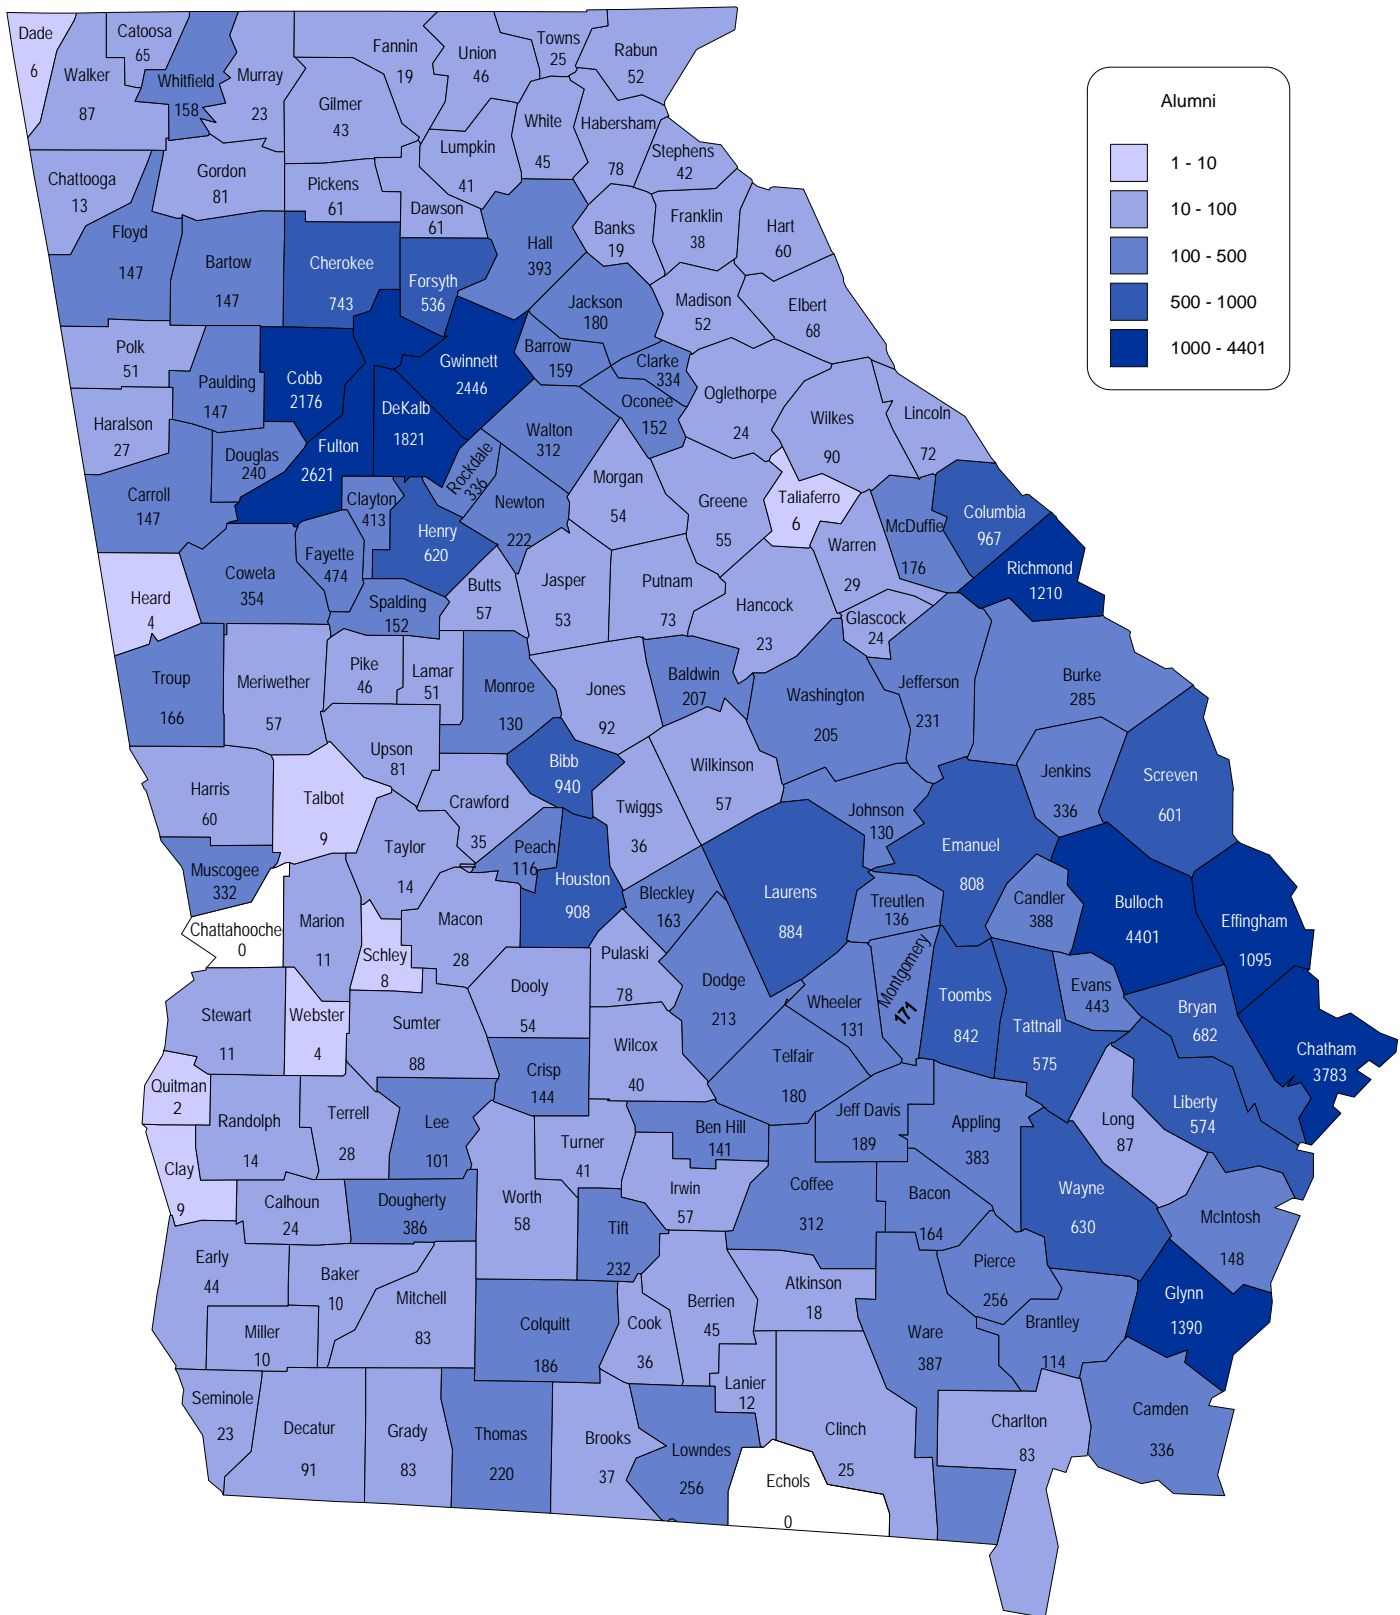 Alumni
1 - 10
10 - 100
100 - 500
500 - 1000
1000 - 4401
Dade
6
Catoosa
65
Walker
87
Whitfield
158
Murray
23
Fannin
19
Gilmer
43
Union
46
Towns
25
Rabun
52
White
45
Habersham
78
Lumpkin
41
Stephens
42
Chattooga
13
Gordon
81
Pickens
61
Dawson
61
Floyd
147
Bartow
147
Cherokee
743
Forsyth
536
Hall
393
Banks
19
Franklin
38
Hart
60
Jackson
180
Madison
52
Elbert
68
Polk
51
Paulding
147
Cobb
2176
Gwinnett
2446
Barrow
159
Clarke
334
Oconee
152
Oglethorpe
24
Wilkes
90
Lincoln
72
Haralson
27
Douglas
240
Fulton
2621
DeKalb
1821
Rockdale
336
Walton
312
Morgan
54
Greene
55
Taliaferro
6
McDuffie
176
Columbia
967
Carroll
147
Clayton
413
Henry
620
Newton
222
Warren
29
Richmond
1210
Heard
4
Coweta
354
Fayette
474
Spalding
152
Butts
57
Jasper
53
Putnam
73
Hancock
23
Glascock
24
Troup
166
Meriwether
57
Pike
46
Lamar
51
Monroe
130
Jones
92
Baldwin
207
Washington
205
Jefferson
231
Burke
285
Upson
81
Bibb
940
Wilkinson
57
Jenkins
336
Screven
601
Harris
60
Talbot
9
Crawford
35
Twiggs
36
Johnson
130
Emanuel
808
Taylor
14
Peach
116
Houston
908
Bleckley
163
Laurens
884
Treutlen
136
Candler
388
Bulloch
4401
Effingham
1095
Muscogee
332
Chattahooche
0
Marion
11
Schley
8
Macon
28
Pulaski
78
Dodge
213
Wheeler
131
Montgomery
171
Toombs
842
Tattnall
575
Evans
443
Bryan
682
Chatham
3783
Stewart
11
Webster
4
Sumter
88
Dooly
54
Wilcox
40
Telfair
180
Quitman
2
Crisp
144
Randolph
14
Terrell
28
Lee
101
Turner
41
Ben Hill
141
Jeff Davis
189
Appling
383
Long
87
Liberty
574
Clay
9
Calhoun
24
Dougherty
386
Worth
58
Tift
232
Irwin
57
Coffee
312
Bacon
164
Wayne
630
McIntosh
148
Early
44
Baker
10
Mitchell
83
Miller
10
Colquitt
186
Cook
36
Berrien
45
Atkinson
18
Pierce
256
Ware
387
Brantley
114
Glynn
1390
Seminole
23
Decatur
91
Grady
83
Thomas
220
Brooks
37
Lowndes
256
Lanier
12
Clinch
25
Echols
0
Charlton
83
Camden
336